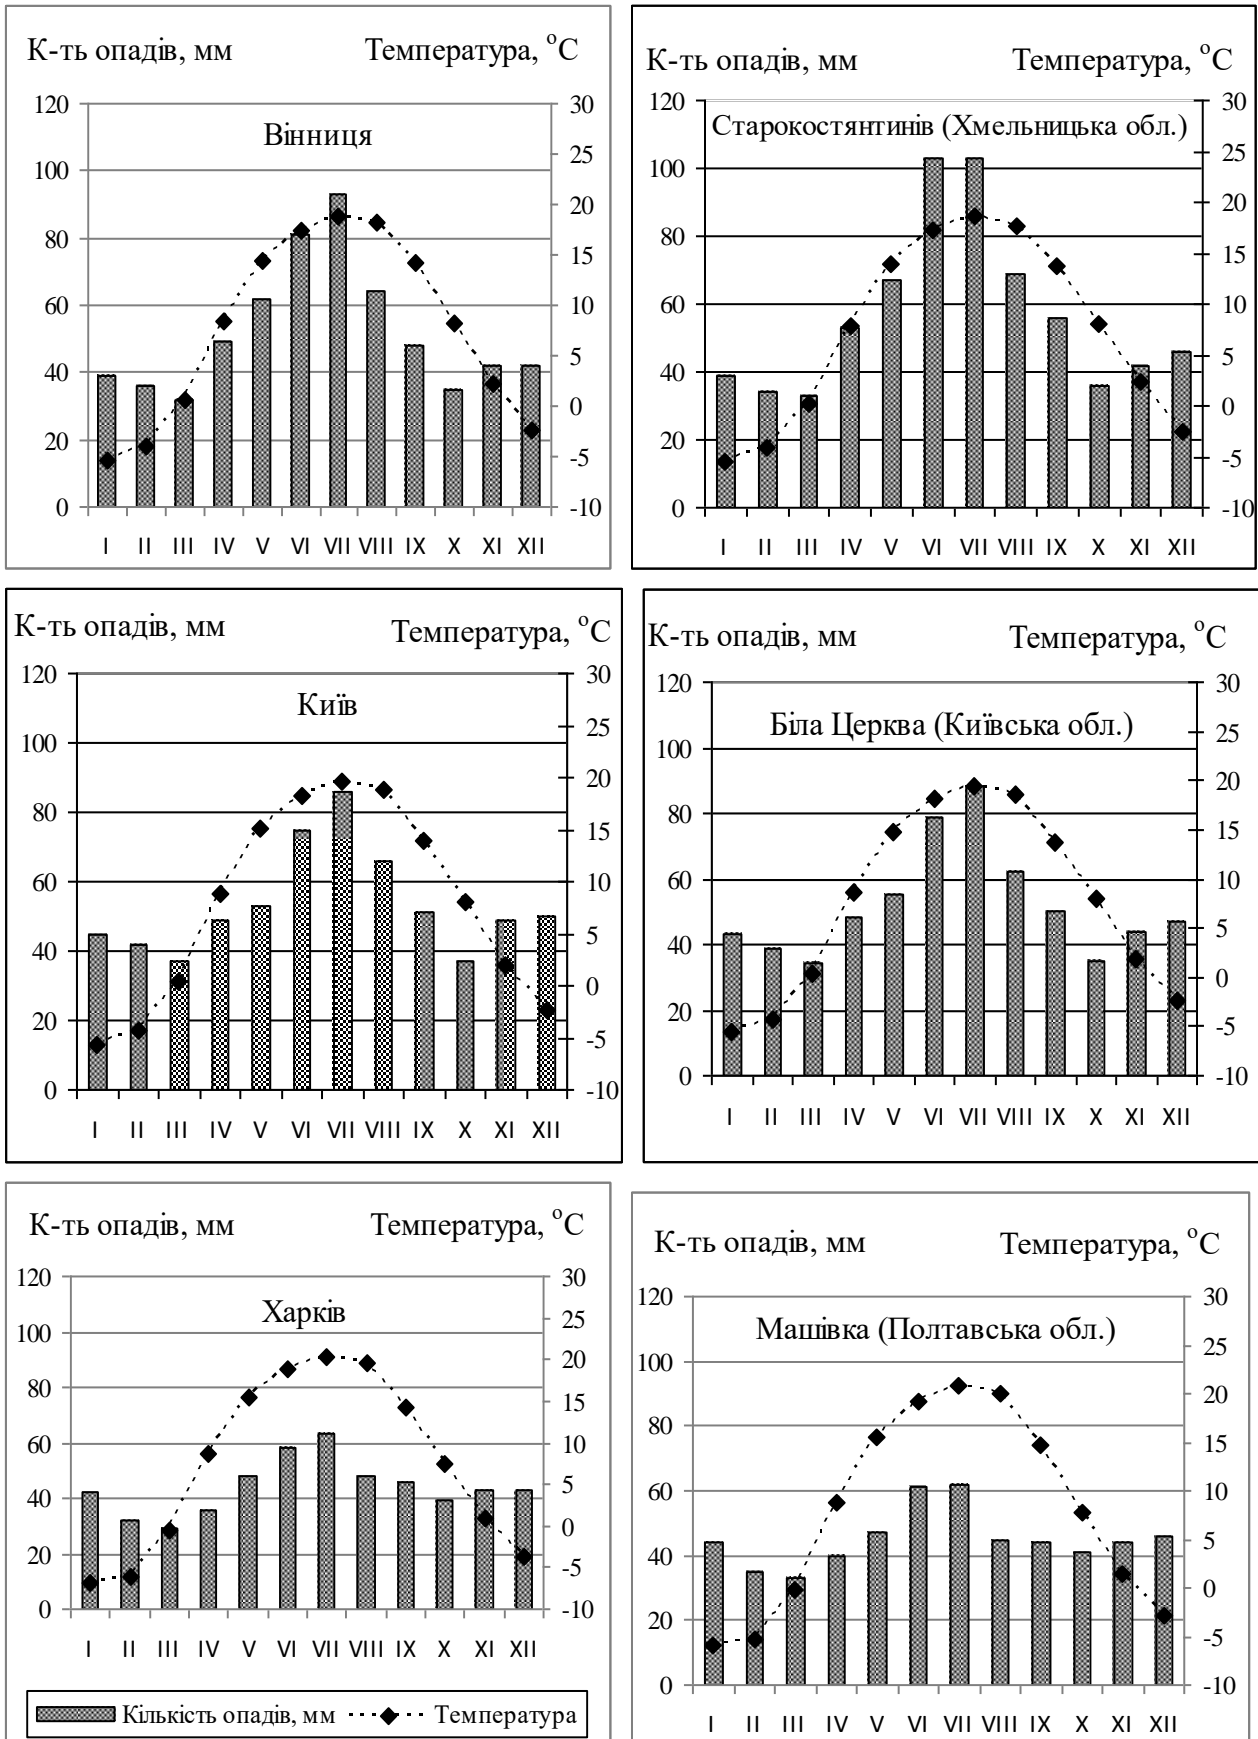 К-ть опадів, мм Температура, °С
Вінниця
120 30
100 25
80 20
60 15
40 10
20 5
0 0
-5
-10
I II III IV V VI VII VIII IX X XI XII
К-ть опадів, мм Температура, °С
Старокостянтинів (Хмельницька обл.)
120 30
100 25
80 20
60 15
40 10
20 5
0 0
-5
-10
I II III IV V VI VII VIII IX X XI XII
К-ть опадів, мм Температура, °С
Київ
120 30
100 25
80 20
60 15
40 10
20 5
0 0
-5
-10
I II III IV V VI VII VIII IX X XI XII
К-ть опадів, мм Температура, °С
Біла Церква (Київська обл.)
120 30
100 25
80 20
60 15
40 10
20 5
0 0
-5
-10
I II III IV V VI VII VIII IX X XI XII
К-ть опадів, мм Температура, °С
Харків
120 30
100 25
80 20
60 15
40 10
20 5
0 0
-5
-10
I II III IV V VI VII VIII IX X XI XII
Кількість опадів, мм Температура
К-ть опадів, мм Температура, °С
Машівка (Полтавська обл.)
120 30
100 25
80 20
60 15
40 10
20 5
0 0
-5
-10
I II III IV V VI VII VIII IX X XI XII